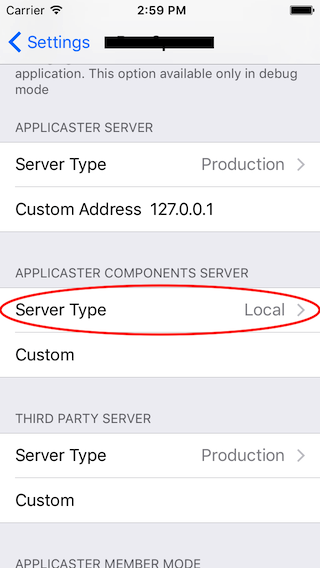 Carrier 2:59 PM
Settings
application. This option available only in debug
mode
APPLICASTER SERVER
Server Type Production
Custom Address 127.0.0.1
APPLICASTER COMPONENTS SERVER
Server Type Local
Custom
THIRD PARTY SERVER
Server Type Production
Custom
APPLICASTER MEMBER MODE